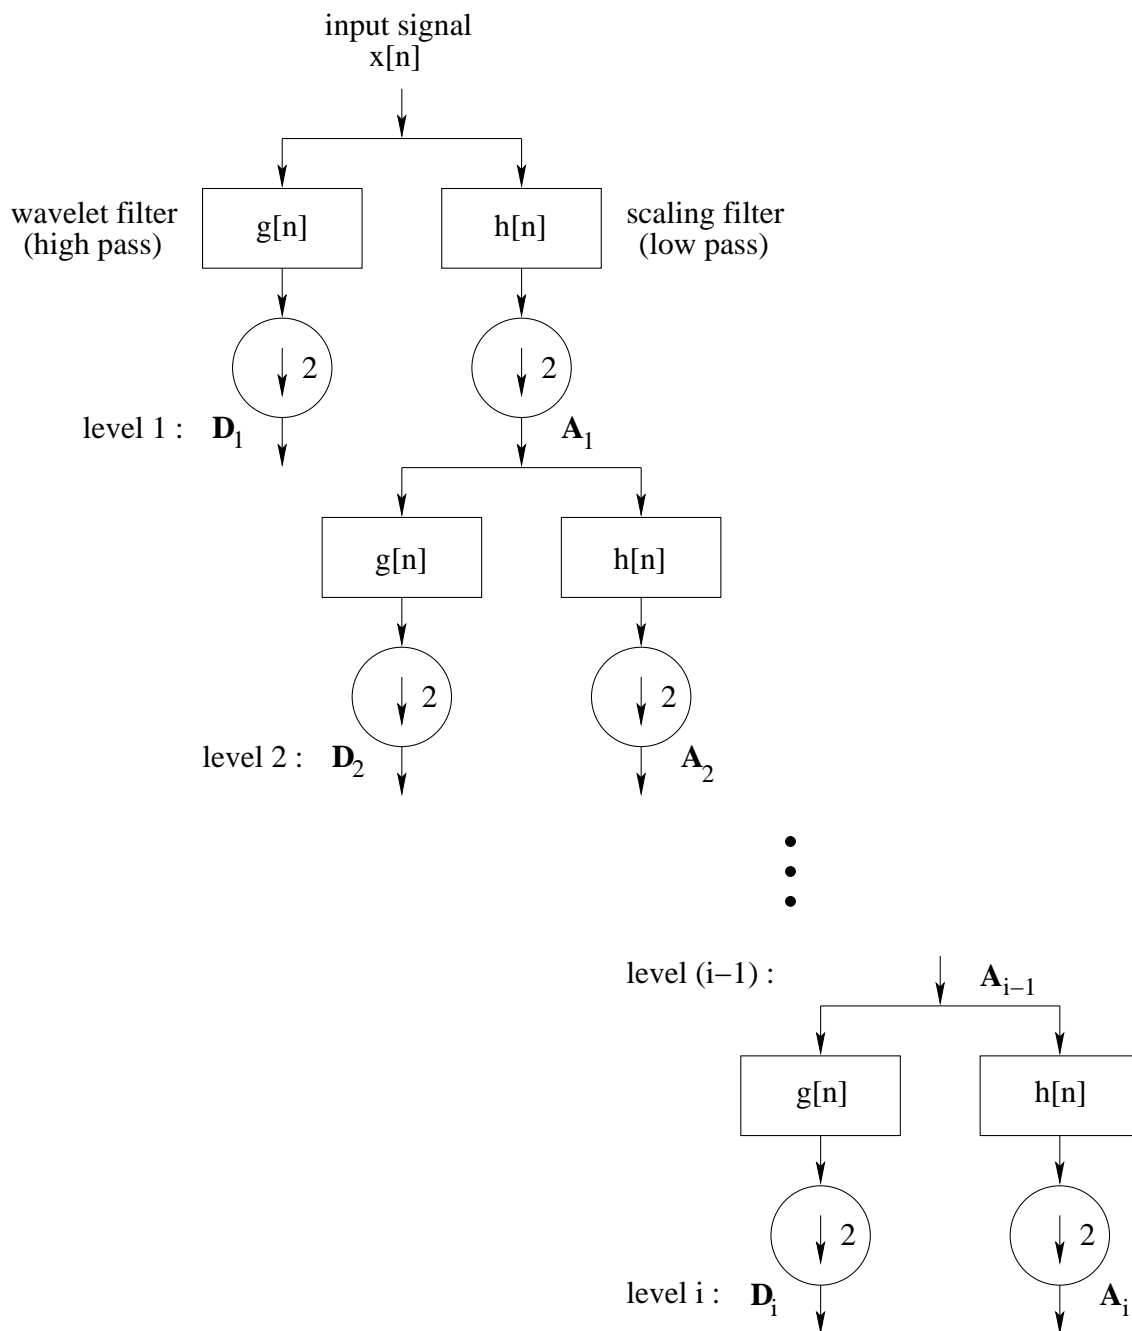 input signal
x[n]
wavelet filter
(high pass)
g[n]
h[n]
scaling filter
(low pass)
2
2
level 1 : D1
A1
g[n]
h[n]
2
2
level 2 : D2
A2
level (i−1) :
Ai−1
g[n]
h[n]
2
2
level i : Di
Ai